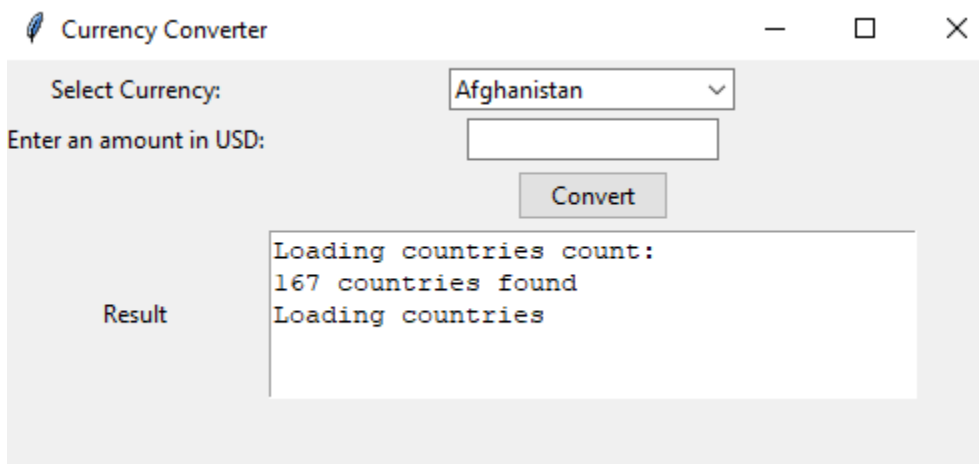 Currency Converter
Select Currency: Afghanistan
Enter an amount in USD:
Convert
Result
Loading countries count:
167 countries found
Loading countries